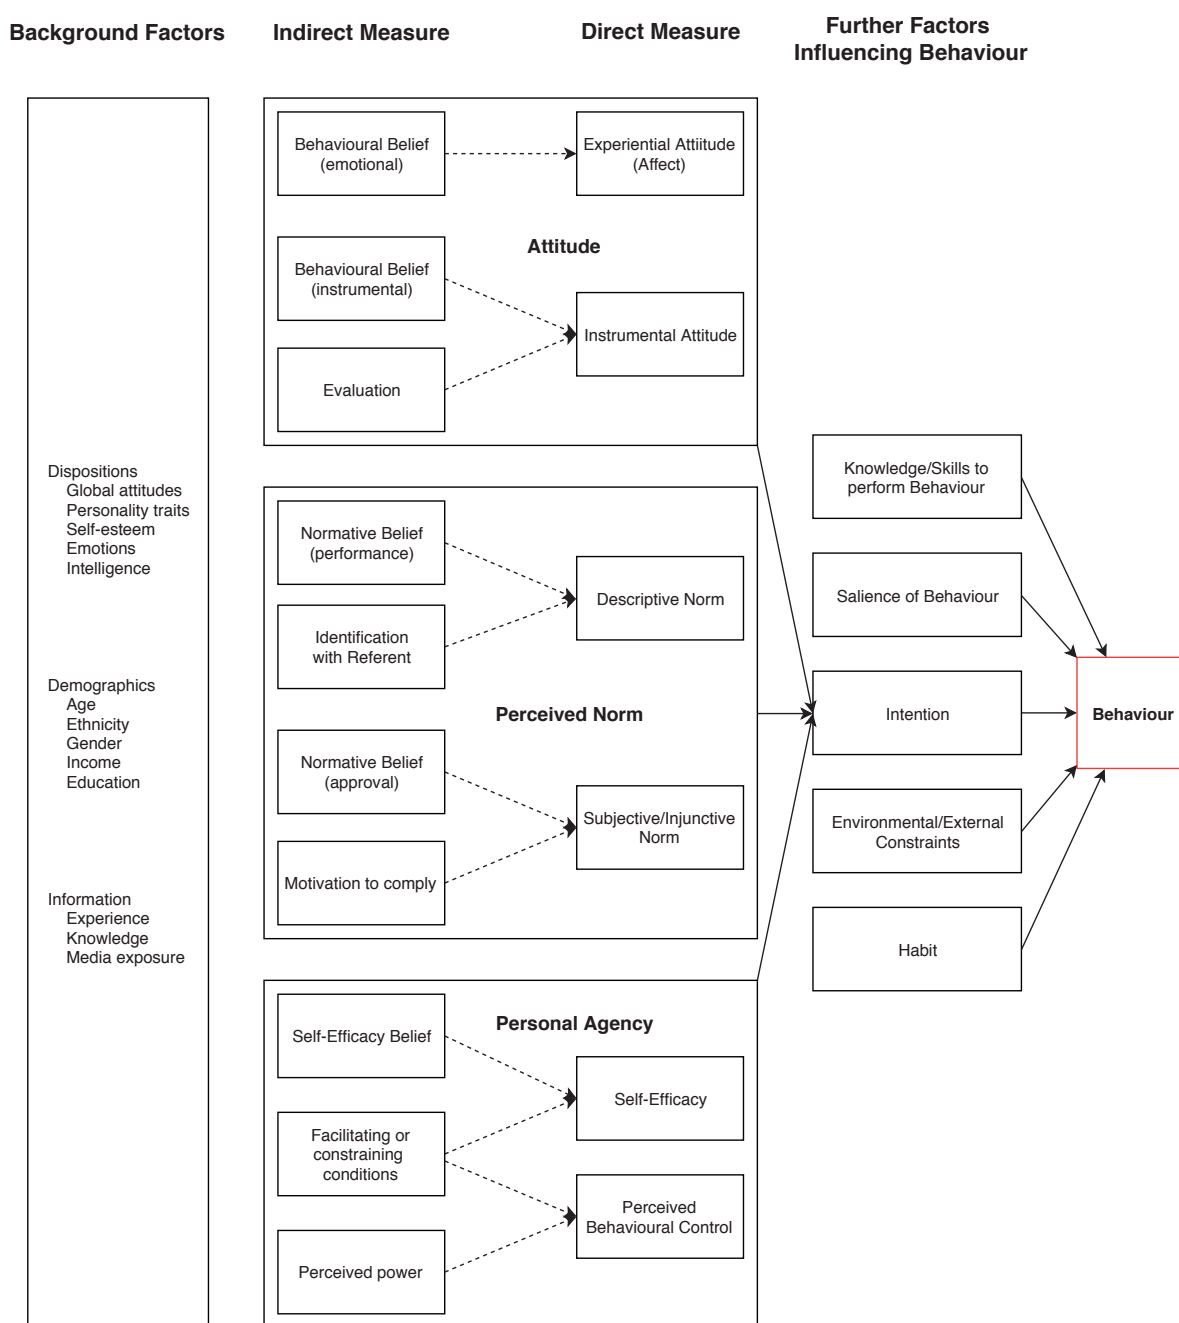 Background Factors
Indirect Measure
Direct Measure
Further Factors
Influencing Behaviour
Dispositions
Global attitudes
Personality traits
Self-esteem
Emotions
Intelligence
Demographics
Age
Ethnicity
Gender
Income
Education
Information
Experience
Knowledge
Media exposure
Behavioural Belief
(emotional)
Experiential Attiitude
(Affect)
Attitude
Behavioural Belief
(instrumental)
Instrumental Attitude
Evaluation
Normative Belief
(performance)
Descriptive Norm
Identification
with Referent
Perceived Norm
Normative Belief
(approval)
Subjective/Injunctive
Norm
Motivation to comply
Personal Agency
Self-Efficacy Belief
Self-Efficacy
Facilitating or
constraining
conditions
Perceived
Behavioural Control
Perceived power
Knowledge/Skills to
perform Behaviour
Salience of Behaviour
Intention
Environmental/External
Constraints
Habit
Behaviour